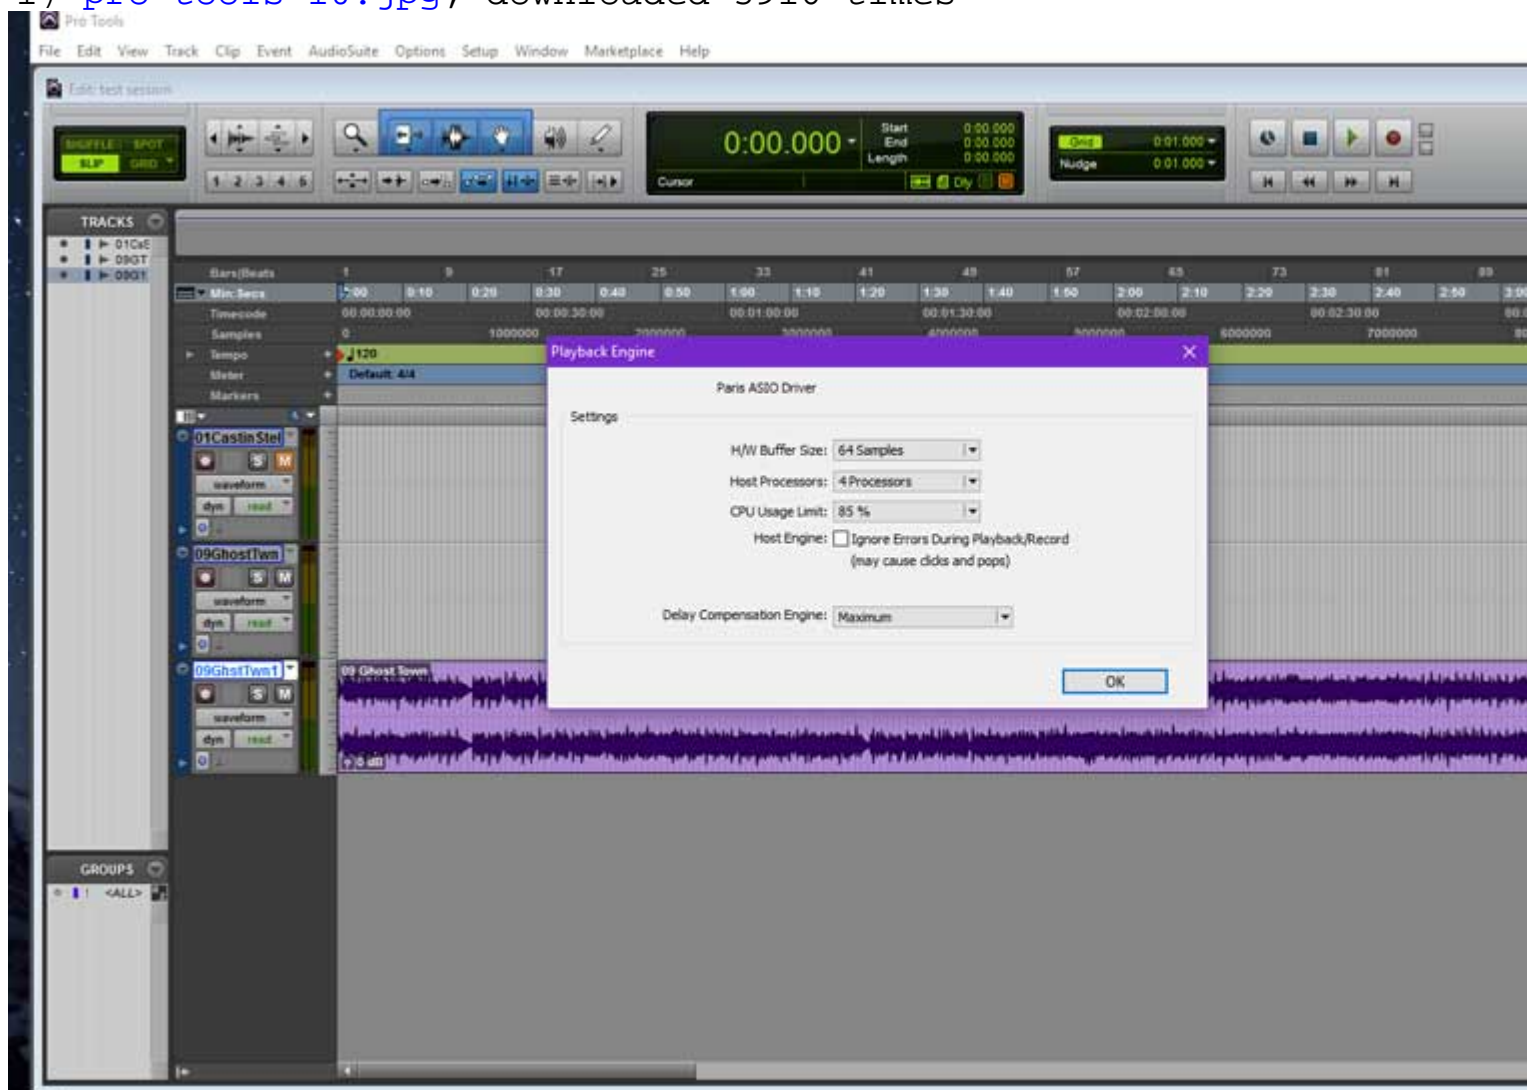 1) pro tools 10.jpg, downloaded 3910 times
Pro Tools
File Edit View Track Clip Event AudioSuite Options Setup Window Marketplace Help
Edit: test session
SHUFFLE SPOT
SLIP GRID
1 2 3 4 5
0:00.000
Start 0:00.000
End 0:00.000
Length 0:00.000
Cursor
Dly
Grid 0:01.000
Nudge 0:01.000
TRACKS
01CaS
09GT
09G1
Bars|Beats 1 9 17 25 33 41 49 57 65 73 81 89
Min:Secs 0:00 0:10 0:20 0:30 0:40 0:50 1:00 1:10 1:20 1:30 1:40 1:50 2:00 2:10 2:20 2:30 2:40 2:50 3:00
Timecode 00:00:00:00 00:00:30:00 00:01:00:00 00:01:30:00 00:02:00:00 00:02:30:00
Samples 0 1000000 2000000 3000000 4000000 5000000 6000000 7000000
Tempo 120
Meter Default: 4/4
Markers
Playback Engine
Paris ASIO Driver
Settings
H/W Buffer Size: 64 Samples
Host Processors: 4 Processors
CPU Usage Limit: 85 %
Host Engine: Ignore Errors During Playback/Record
(may cause clicks and pops)
Delay Compensation Engine: Maximum
OK
01CastinStel
S M
waveform
dyn read
09GhostTwn
S M
waveform
dyn read
09GhstTwn1
S M
waveform
dyn read
09 Ghost Town
0 dB
GROUPS
! <ALL>